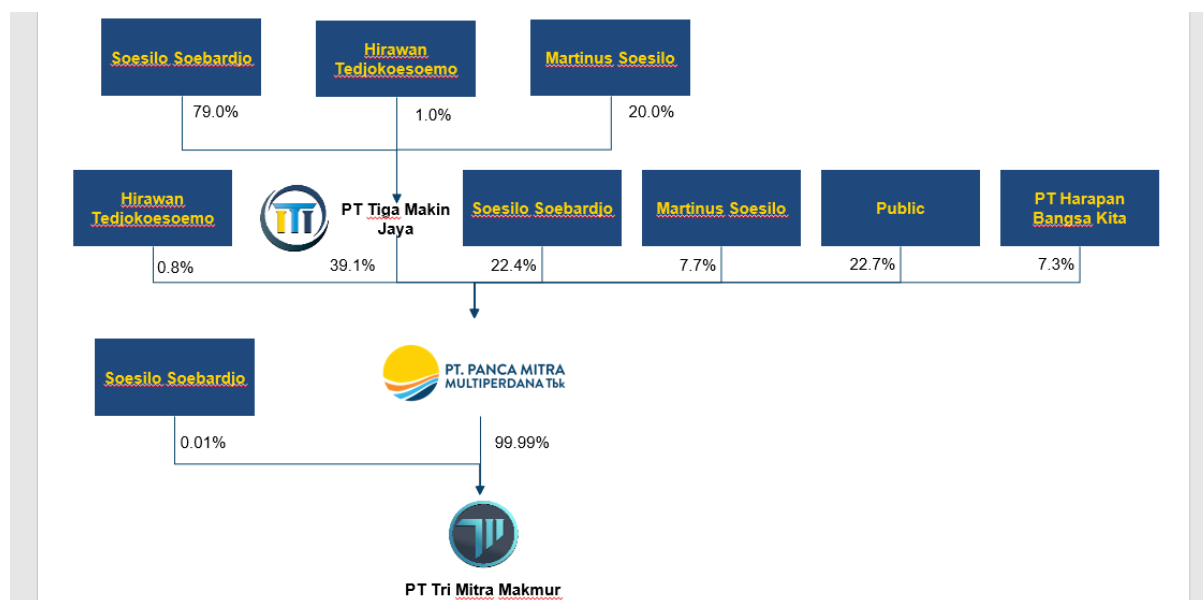 Soesilo Soebardjo
Hirawan
Tedjokoesoemo
Martinus Soesilo
79.0%
1.0%
20.0%
Hirawan
Tedjokoesoemo
PT Tiga Makin
Jaya
Soesilo Soebardjo
Martinus Soesilo
Public
PT Harapan
Bangsa Kita
0.8%
39.1%
22.4%
7.7%
22.7%
7.3%
Soesilo Soebardjo
PT. PANCA MITRA
MULTIPERDANA Tbk
0.01%
99.99%
PT Tri Mitra Makmur